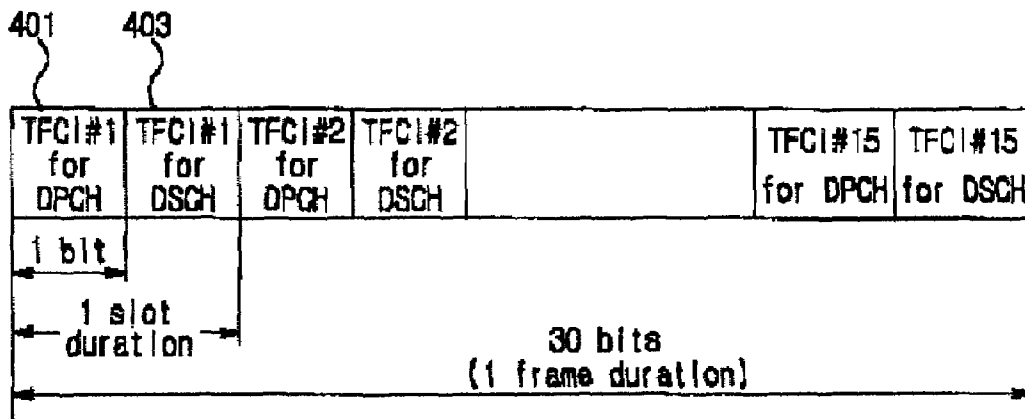 401 403
TFCI#1 for DPCH
TFCI#1 for DSCH
TFCI#2 for DPCH
TFCI#2 for DSCH
TFCI#15 for DPCH
TFCI#15 for DSCH
1 bit
1 slot duration
30 bits
(1 frame duration)